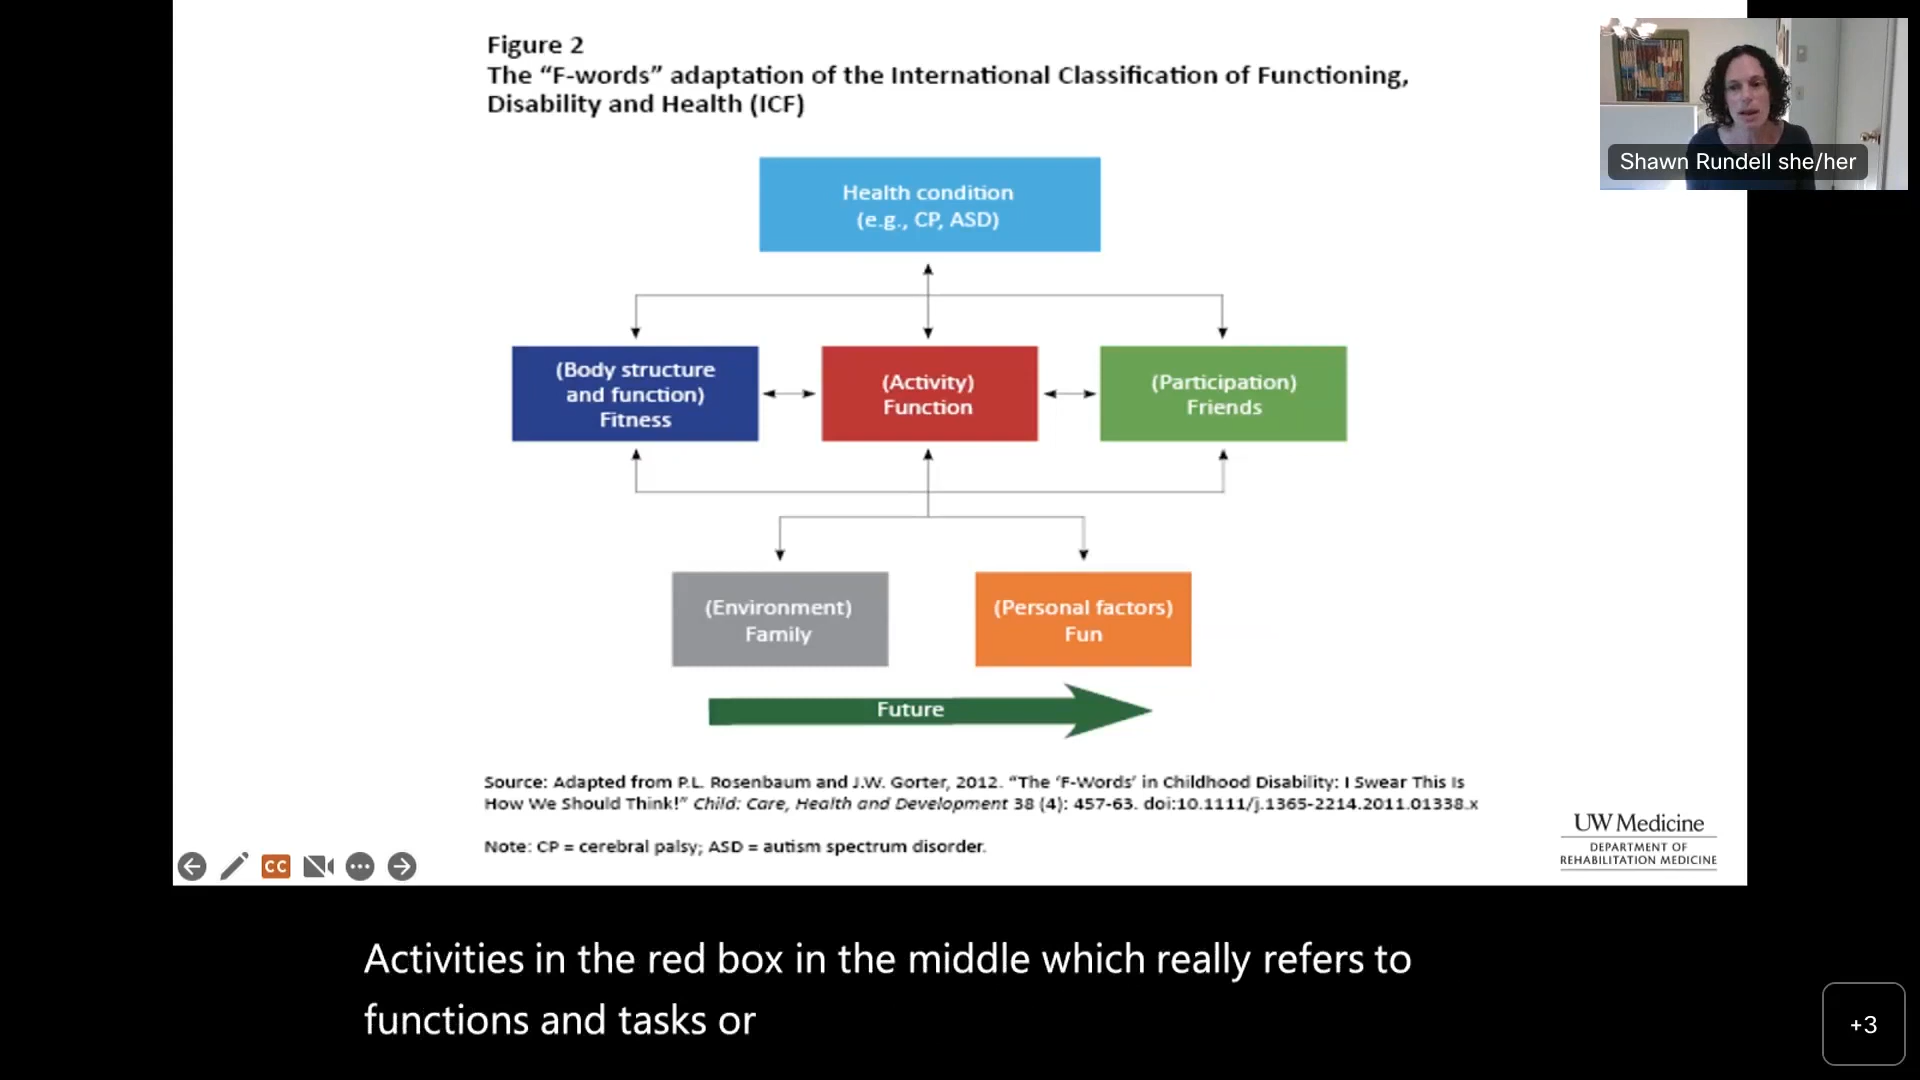 Figure 2
The “F-words” adaptation of the International Classification of Functioning,
Disability and Health (ICF)
Shawn Rundell she/her
Health condition
(e.g., CP, ASD)
(Body structure
and function)
Fitness
(Activity)
Function
(Participation)
Friends
(Environment)
Family
(Personal factors)
Fun
Future
Source: Adapted from P.L. Rosenbaum and J.W. Gorter, 2012. “The ‘F-Words’ in Childhood Disability: I Swear This Is
How We Should Think!” Child: Care, Health and Development 38 (4): 457-63. doi:10.1111/j.1365-2214.2011.01338.x
Note: CP = cerebral palsy; ASD = autism spectrum disorder.
UW Medicine
DEPARTMENT OF
REHABILITATION MEDICINE
CC
Activities in the red box in the middle which really refers to
functions and tasks or
+3